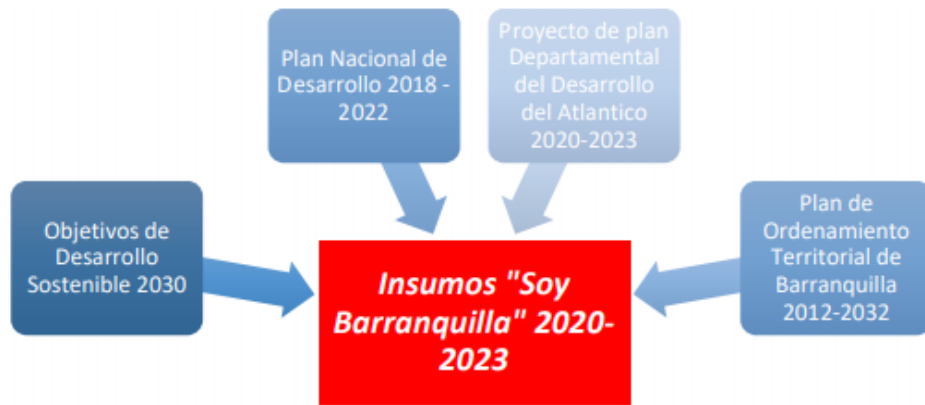 Plan Nacional de
Desarrollo 2018 -
2022
Proyecto de plan
Departamental
del Desarrollo
del Atlantico
2020-2023
Objetivos de
Desarrollo
Sostenible 2030
Plan de
Ordenamiento
Territorial de
Barranquilla
2012-2032
Insumos "Soy
Barranquilla" 2020-
2023